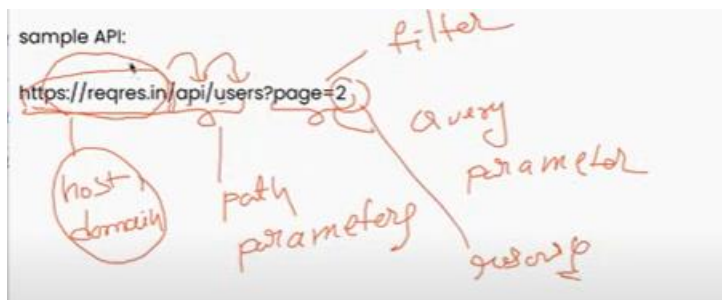 sample API:
filter
https://reqres.in/api/users?page=2
query
parameter
host,
domain
path
parameters